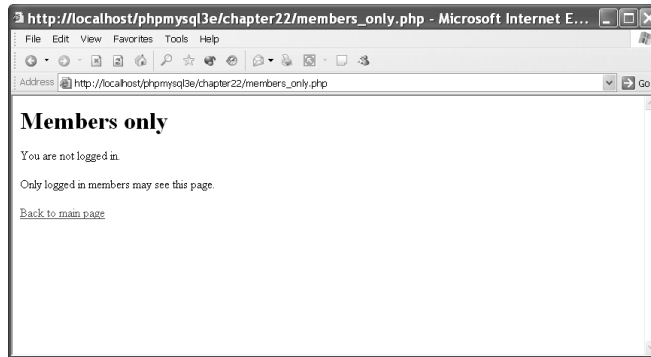 http://localhost/phpmysql3e/chapter22/members_only.php - Microsoft Internet E...
File Edit View Favorites Tools Help
Address http://localhost/phpmysql3e/chapter22/members_only.php Go
Members only
You are not logged in.
Only logged in members may see this page.
Back to main page